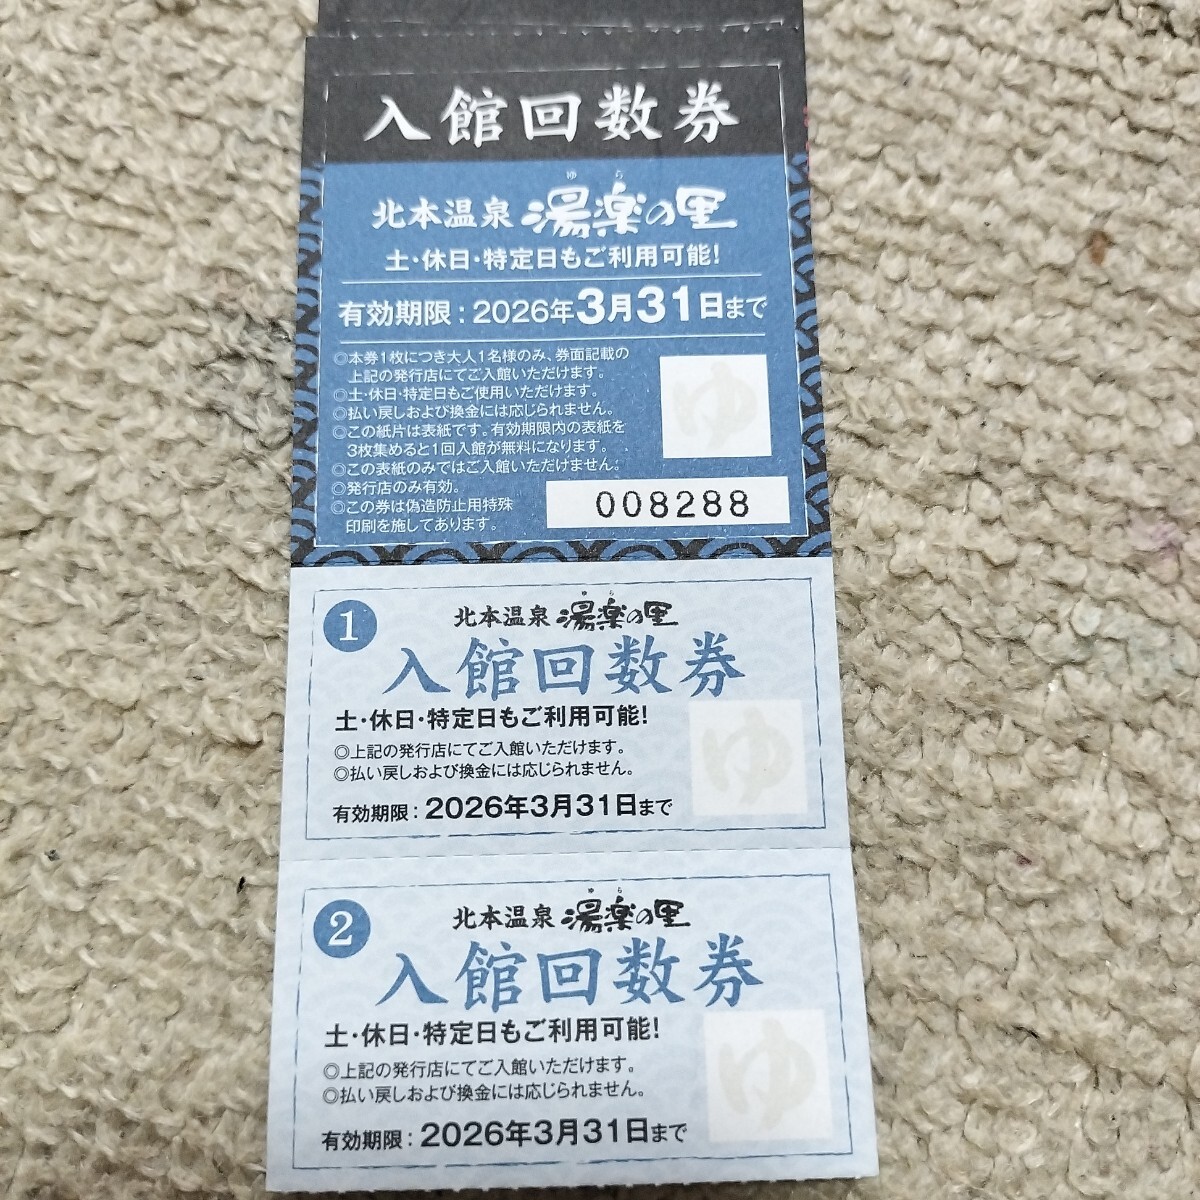 入館回数券
ゆら
北本温泉 湯楽の里
土・休日・特定日もご利用可能!
有効期限:2026年3月31日まで
◎本券1枚につき大人1名様のみ、券面記載の
上記の発行店にてご入館いただけます。
◎土・休日・特定日もご使用いただけます。
◎払い戻しおよび換金には応じられません。
◎この紙片は表紙です。有効期限内の表紙を
3枚集めると1回入館が無料になります。
◎この表紙のみではご入館いただけません。
◎発行店のみ有効。
◎この券は偽造防止用特殊
印刷を施してあります。
ゆ
008288
1
ゆら
北本温泉 湯楽の里
入館回数券
土・休日・特定日もご利用可能!
◎上記の発行店にてご入館いただけます。
◎払い戻しおよび換金には応じられません。
有効期限:2026年3月31日まで
ゆ
2
ゆら
北本温泉 湯楽の里
入館回数券
土・休日・特定日もご利用可能!
◎上記の発行店にてご入館いただけます。
◎払い戻しおよび換金には応じられません。
有効期限:2026年3月31日まで
ゆ